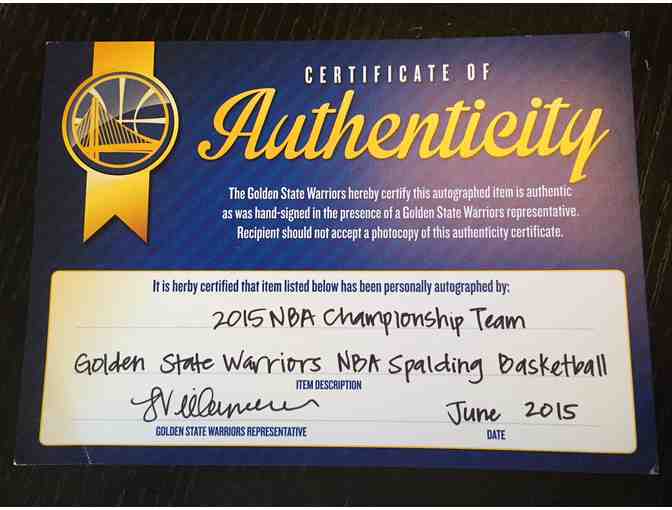 CERTIFICATE OF
Authenticity
The Golden State Warriors hereby certify this autographed item is authentic
as was hand-signed in the presence of a Golden State Warriors representative.
Recipient should not accept a photocopy of this authenticity certificate.
It is herby certified that item listed below has been personally autographed by:
2015 NBA Championship Team
Golden State Warriors NBA Spalding Basketball
ITEM DESCRIPTION
June 2015
GOLDEN STATE WARRIORS REPRESENTATIVE
DATE